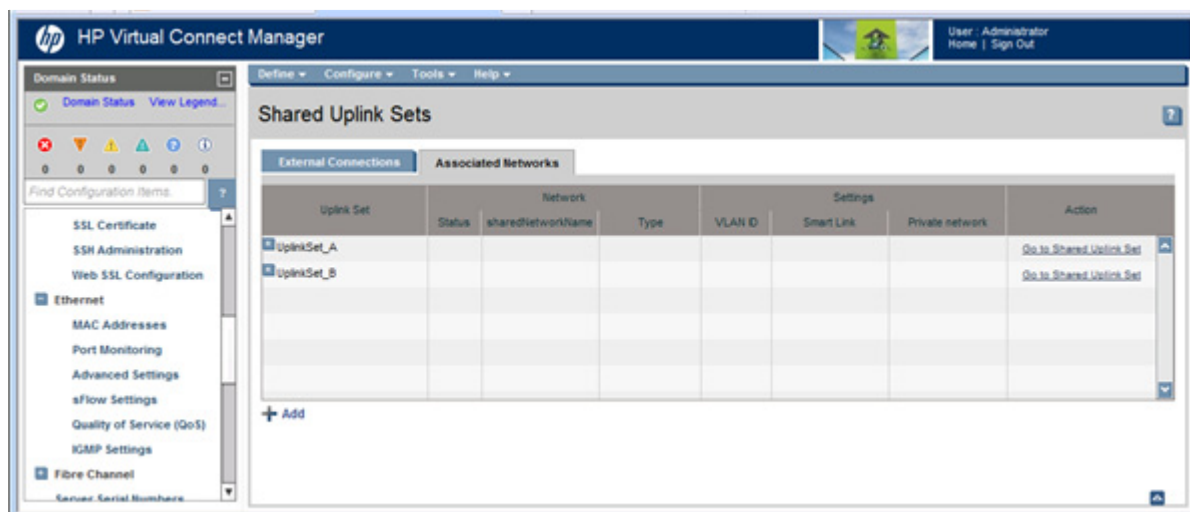 hp HP Virtual Connect Manager
User : Administrator
Home | Sign Out
Domain Status
Domain Status View Legend...
0 0 0 0 0 0
Find Configuration Items. ?
SSL Certificate
SSH Administration
Web SSL Configuration
Ethernet
MAC Addresses
Port Monitoring
Advanced Settings
sFlow Settings
Quality of Service (QoS)
IGMP Settings
Fibre Channel
Server Serial Numbers
Define Configure Tools Help
Shared Uplink Sets ?
External Connections Associated Networks
Uplink Set Network Settings Action
Status sharedNetworkName Type VLAN ID Smart Link Private network
UplinkSet_A Go to Shared Uplink Set
UplinkSet_B Go to Shared Uplink Set
+ Add